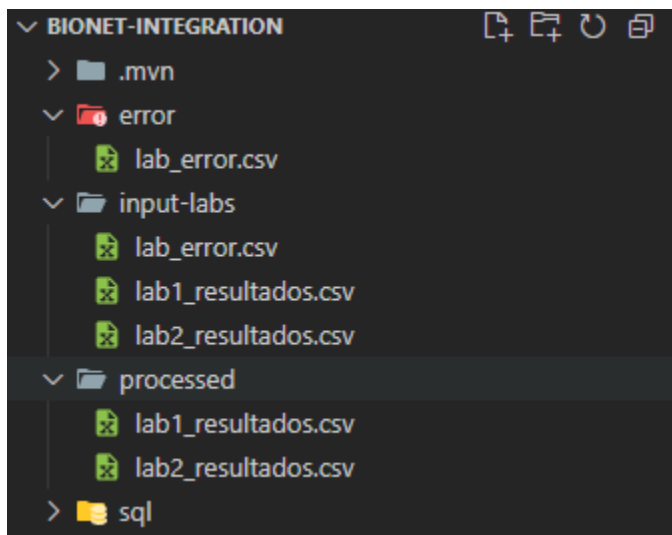 BIONET-INTEGRATION
.mvn
error
lab_error.csv
input-labs
lab_error.csv
lab1_resultados.csv
lab2_resultados.csv
processed
lab1_resultados.csv
lab2_resultados.csv
sql